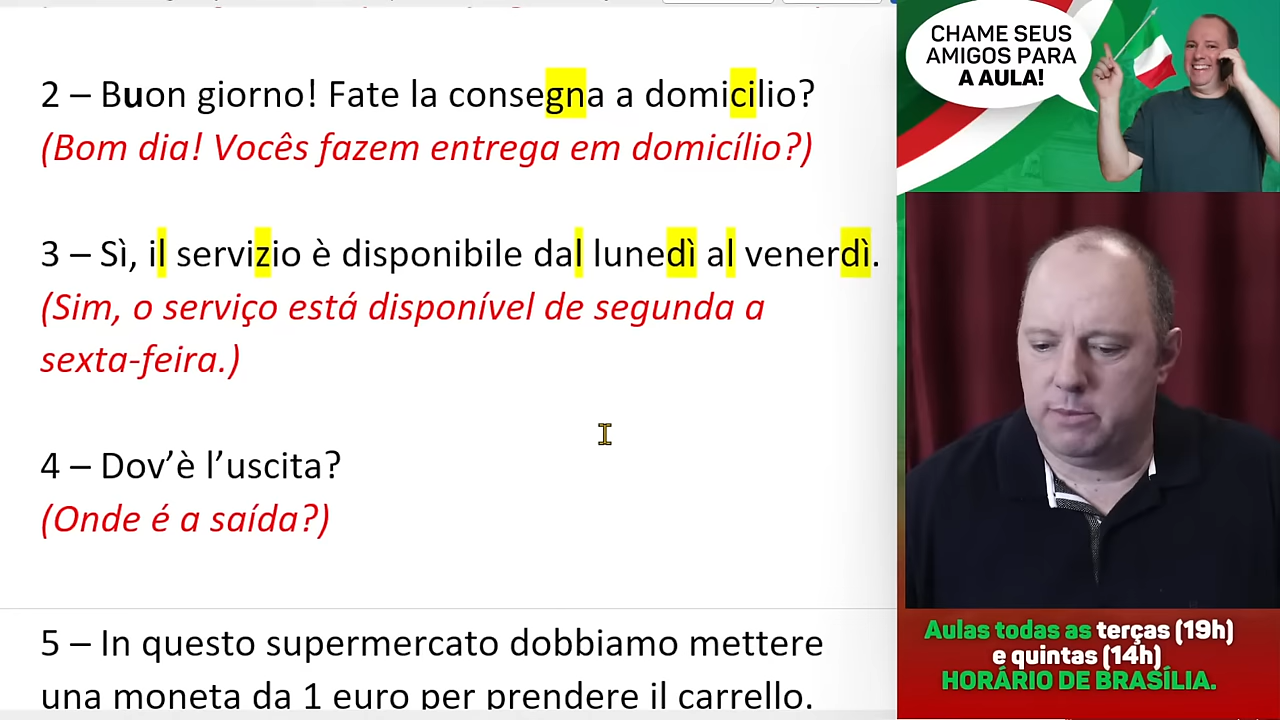 2 – Buon giorno! Fate la consegna a domicilio?
(Bom dia! Vocês fazem entrega em domicílio?)
3 – Sì, il servizio è disponibile dal lunedì al venerdì.
(Sim, o serviço está disponível de segunda a
sexta-feira.)
4 – Dov’è l’uscita?
(Onde é a saída?)
5 – In questo supermercato dobbiamo mettere
una moneta da 1 euro per prendere il carrello.
CHAME SEUS
AMIGOS PARA
A AULA!
Aulas todas as terças (19h)
e quintas (14h)
HORÁRIO DE BRASÍLIA.